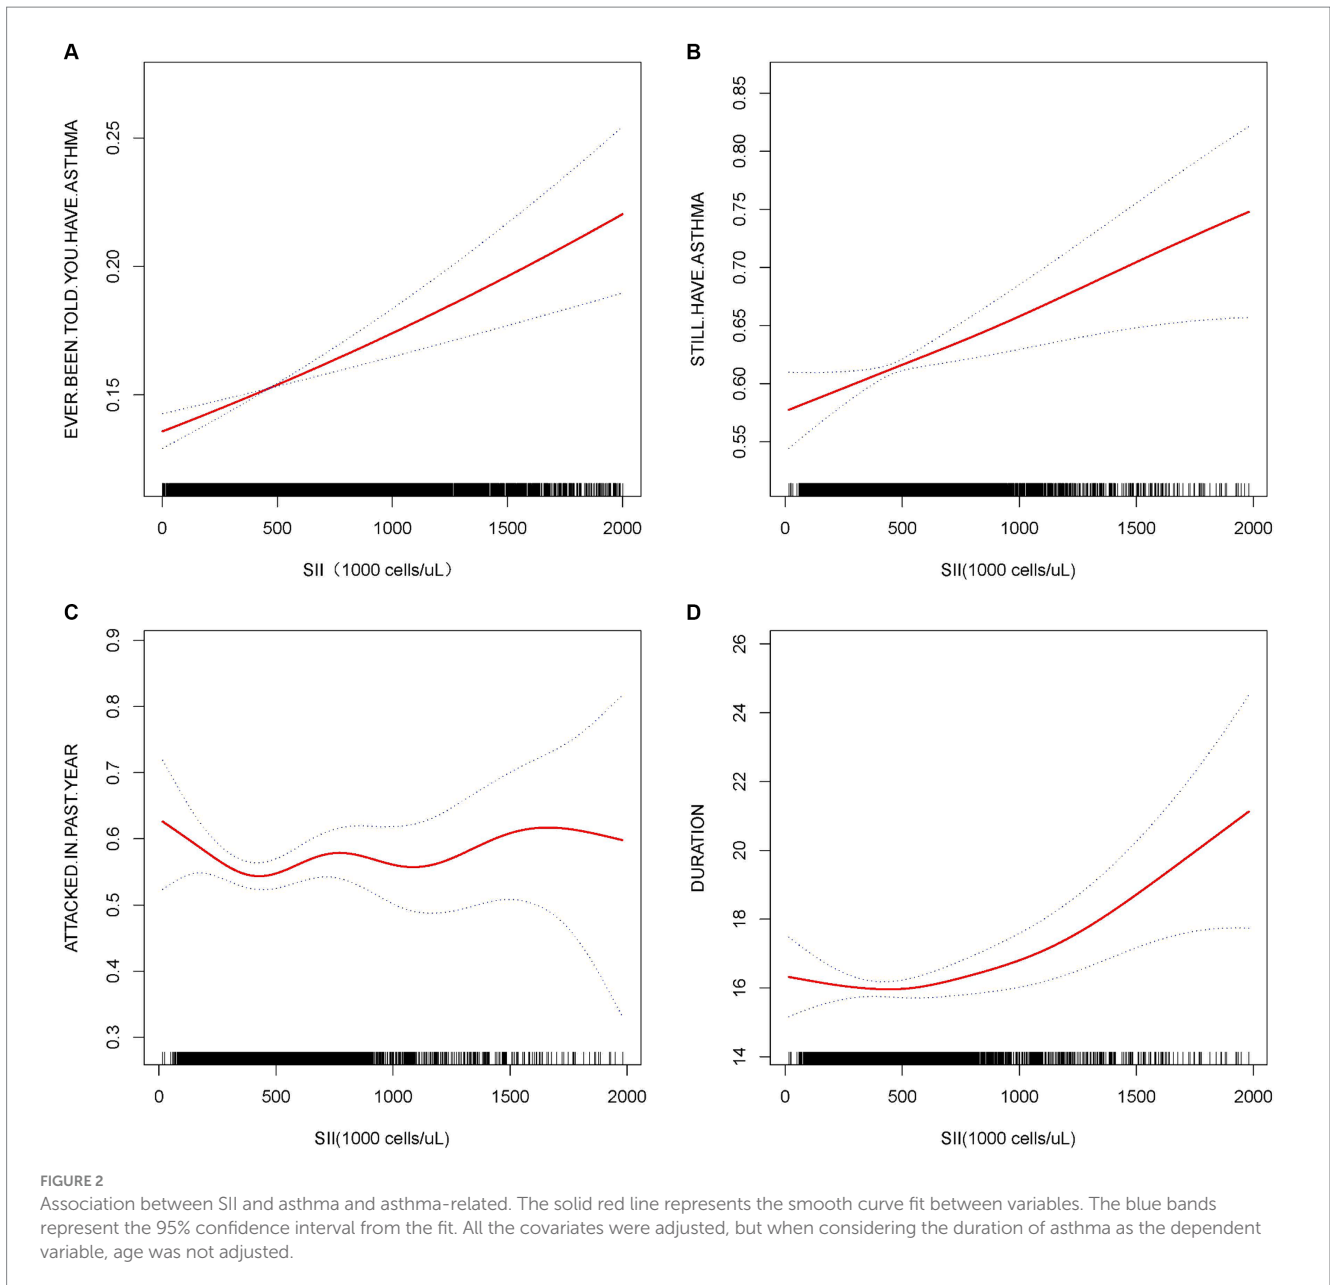 A
EVER.BEEN.TOLD.YOU.HAVE.ASTHMA
0.25
0.20
0.15
0 500 1000 1500 2000
SII（1000 cells/uL）
B
STILL.HAVE.ASTHMA
0.85
0.80
0.75
0.70
0.65
0.60
0.55
0 500 1000 1500 2000
SII(1000 cells/uL)
C
ATTACKED.IN.PAST.YEAR
0.9
0.8
0.7
0.6
0.5
0.4
0.3
0 500 1000 1500 2000
SII(1000 cells/uL)
D
DURATION
26
24
22
20
18
16
14
0 500 1000 1500 2000
SII(1000 cells/uL)
FIGURE 2
Association between SII and asthma and asthma-related. The solid red line represents the smooth curve fit between variables. The blue bands
represent the 95% confidence interval from the fit. All the covariates were adjusted, but when considering the duration of asthma as the dependent
variable, age was not adjusted.